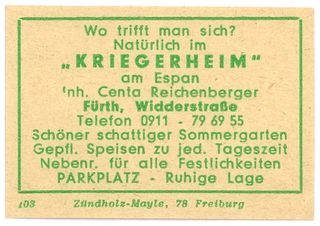 Wo trifft man sich?
Natürlich im
„KRIEGERHEIM"
am Espan
Inh. Centa Reichenberger
Fürth, Widderstraße
Telefon 0911 - 79 69 55
Schöner schattiger Sommergarten
Gepfl. Speisen zu jed. Tageszeit
Nebenr. für alle Festlichkeiten
PARKPLATZ - Ruhige Lage
103 Zündholz-Mayle, 78 Freiburg